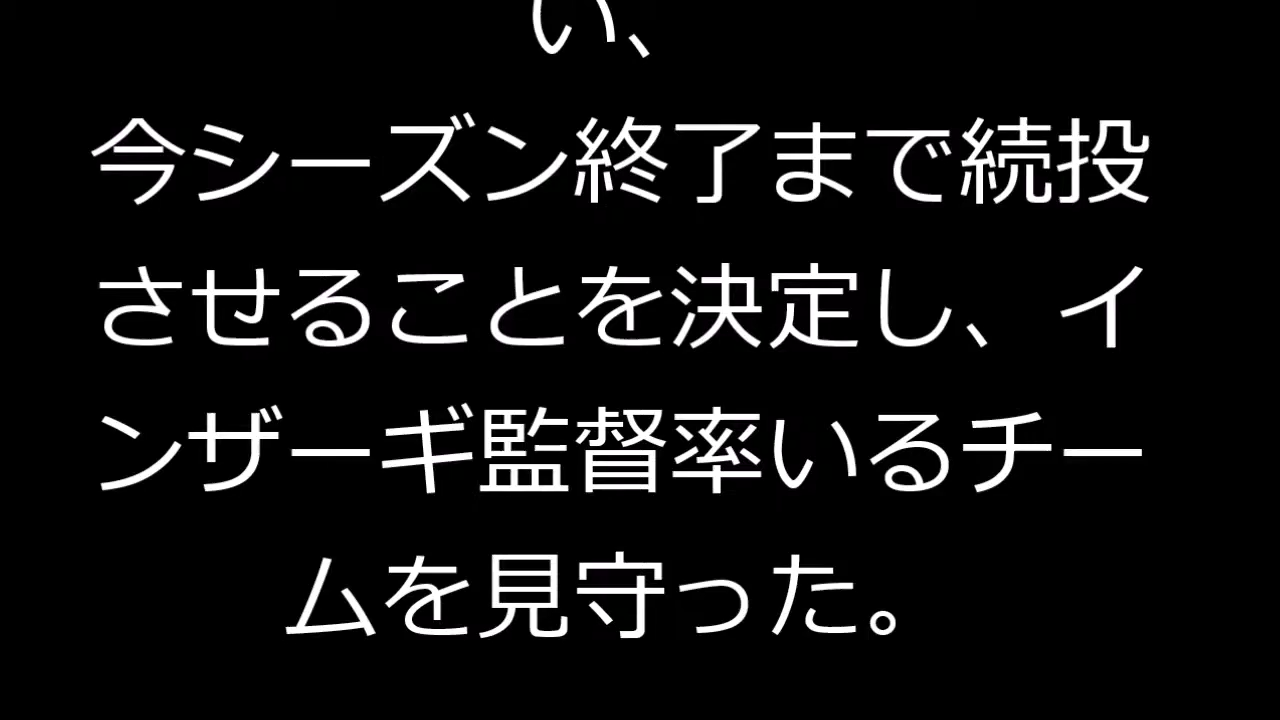 い、
今シーズン終了まで続投
させることを決定し、イ
ンザーギ監督率いるチー
ムを見守った。